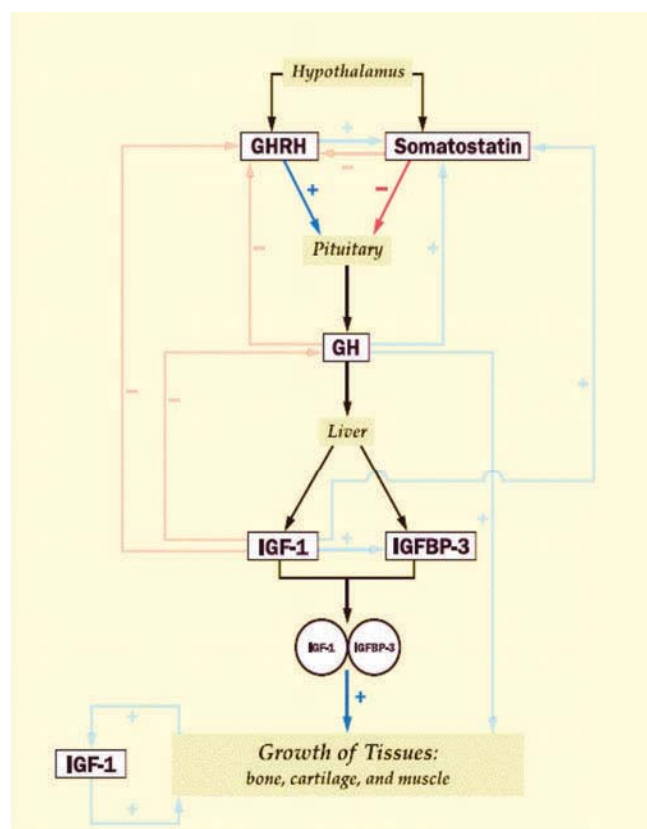 Hypothalamus
+
GHRH
Somatostatin
−
+
−
Pituitary
−
+
GH
−
−
+
Liver
+
IGF-1
+
IGFBP-3
IGF-1
IGFBP-3
+
+
Growth of Tissues:
bone, cartilage, and muscle
IGF-1
+